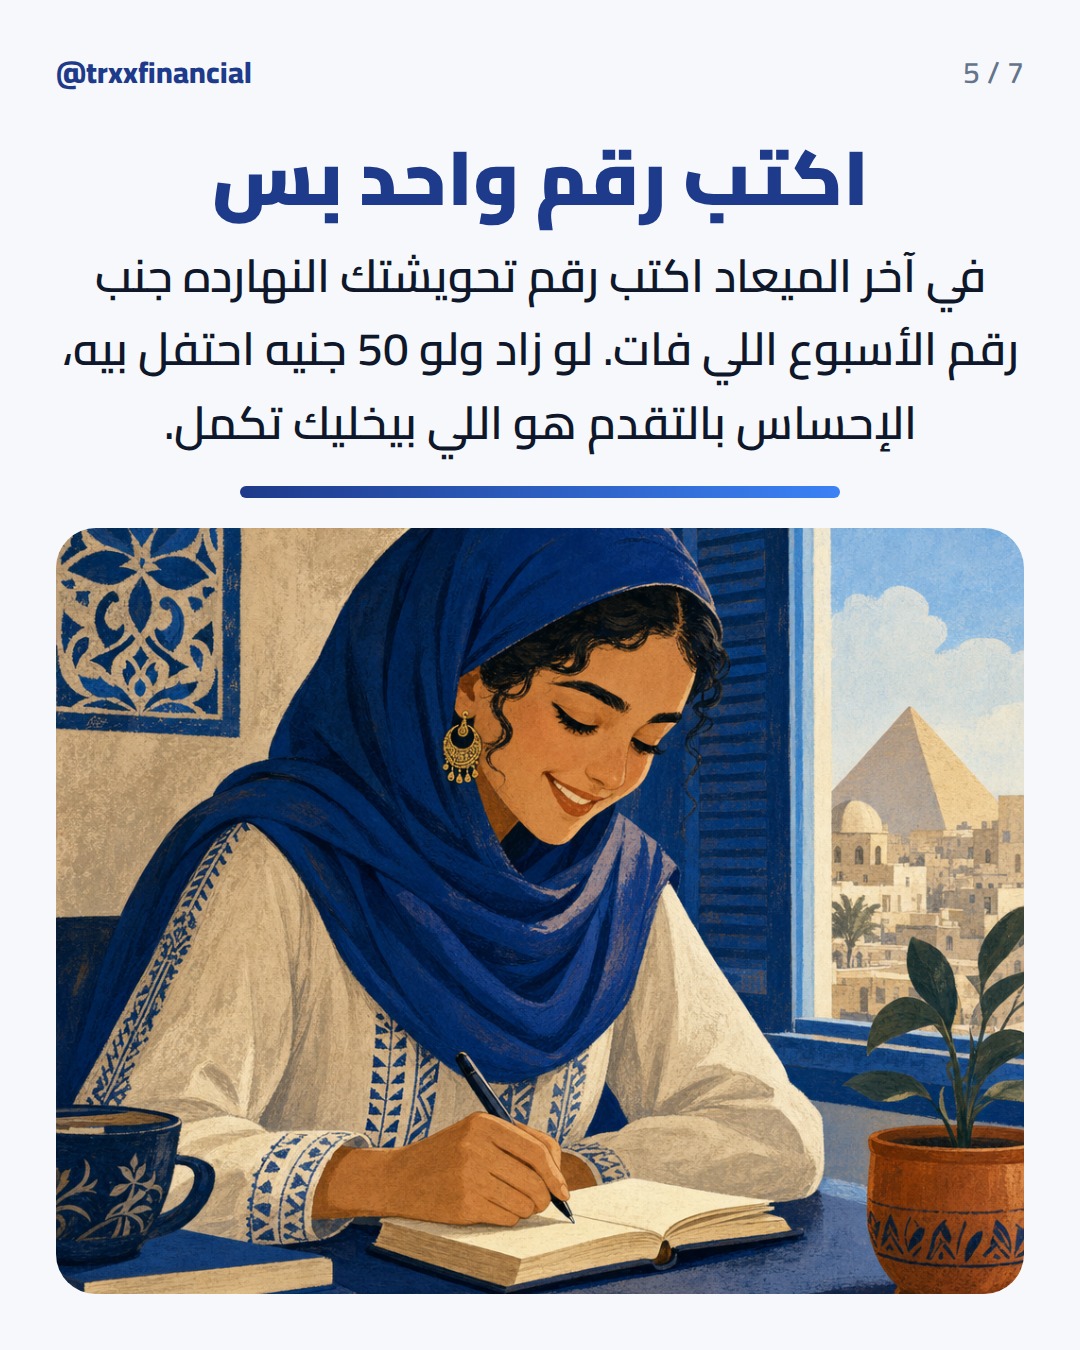 @trxxfinancial
5 / 7
اكتب رقم واحد بس
في آخر الميعاد اكتب رقم تحويشتك النهارده جنب
رقم الأسبوع اللي فات. لو زاد ولو 50 جنيه احتفل بيه،
الإحساس بالتقدم هو اللي بيخليك تكمل.